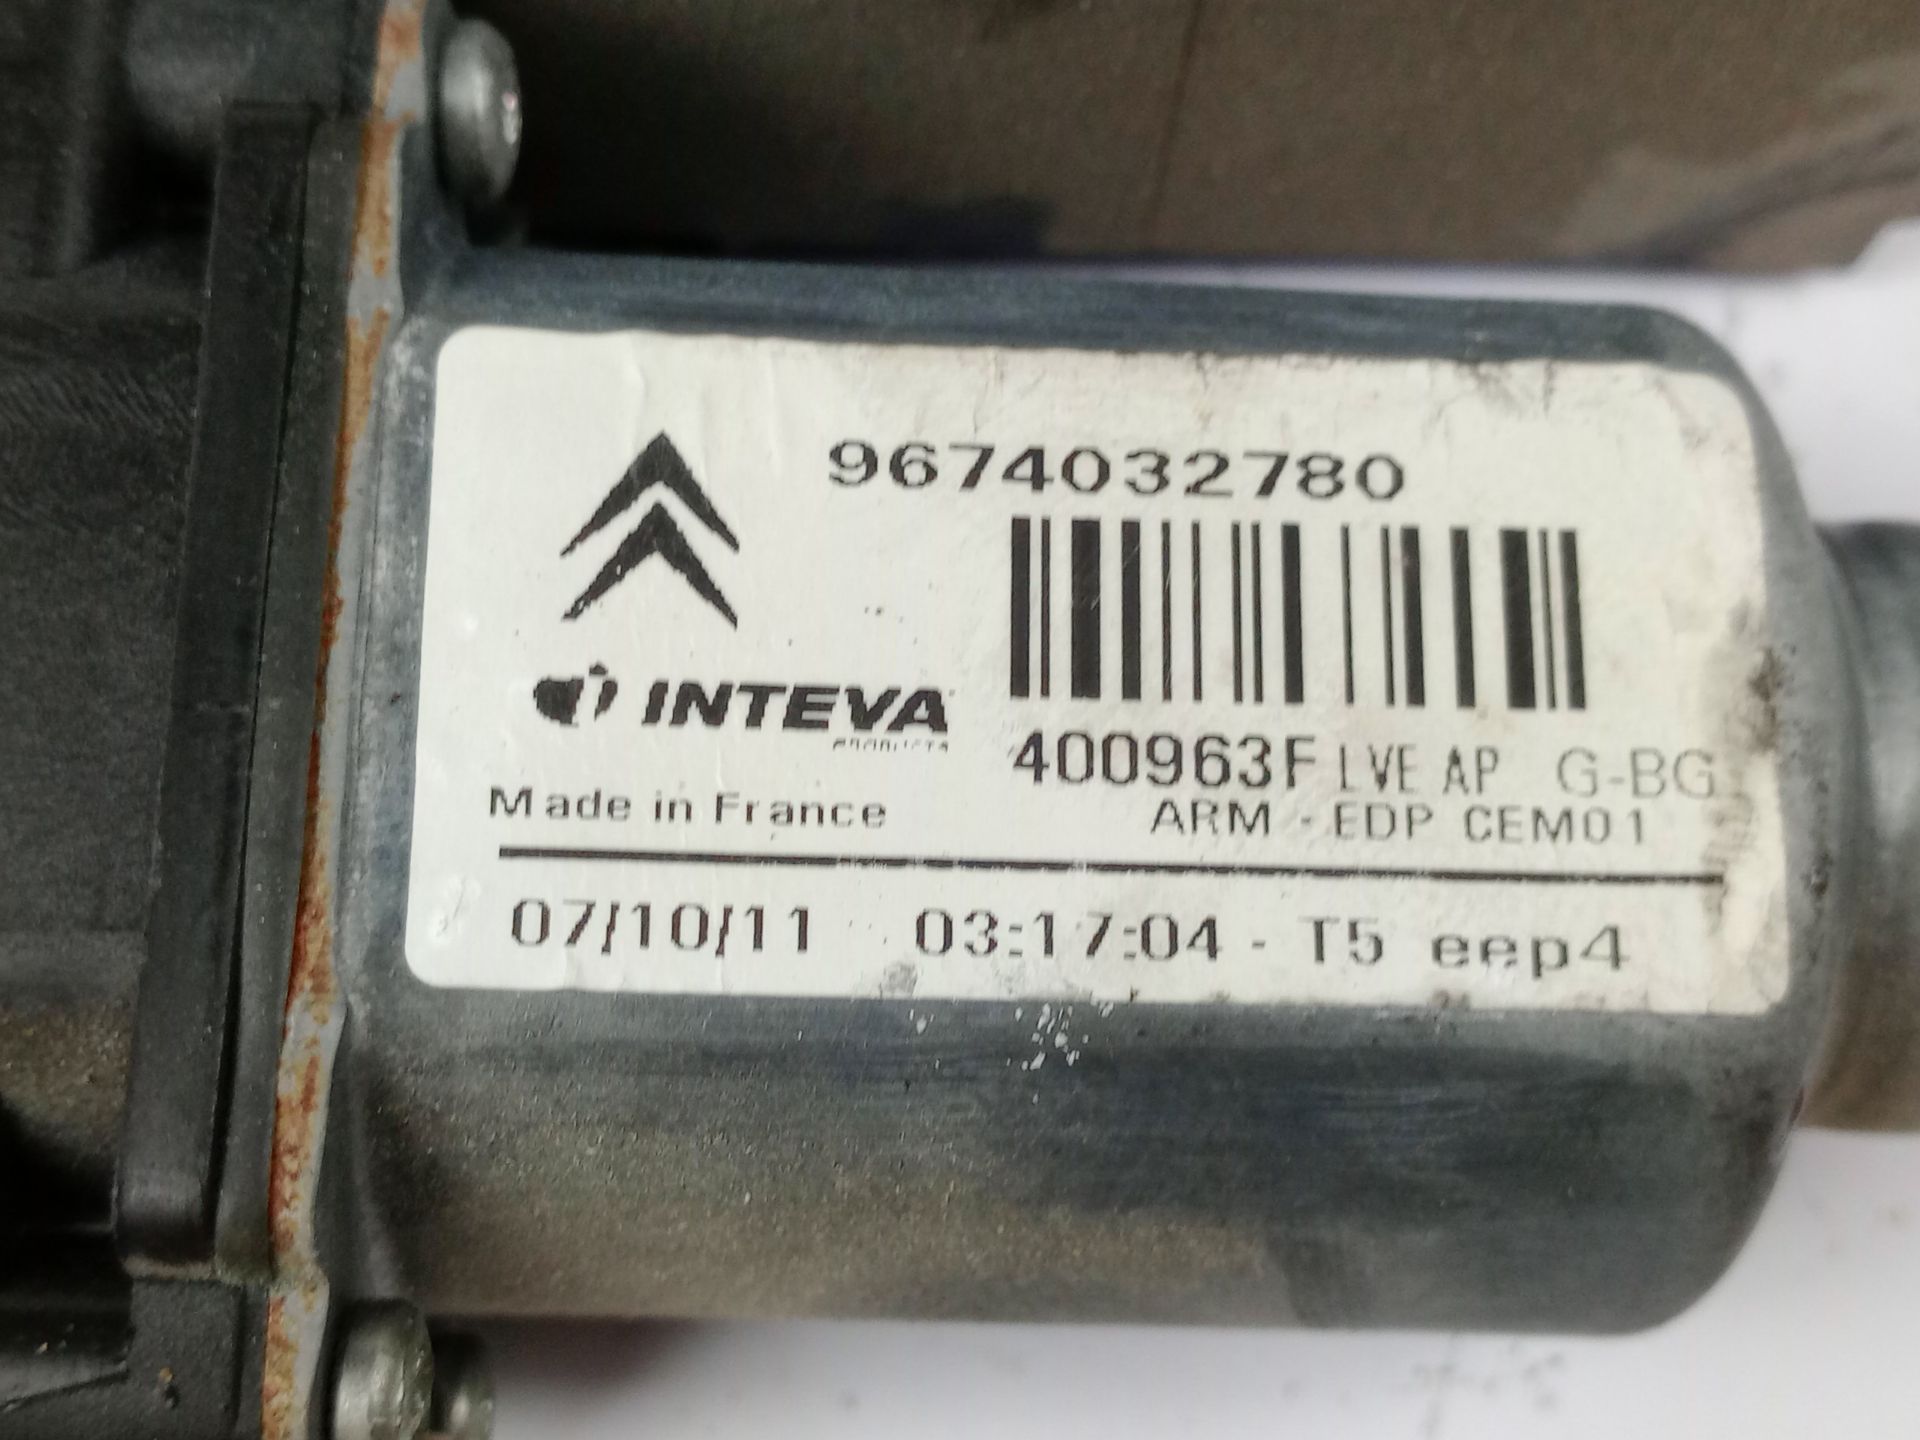 9674032780
INTEVA
PRODUCTS
400963F LVE AP G-BG
Made in France
ARM - EDP CEM01
07/10/11 03:17:04 - T5 eep4